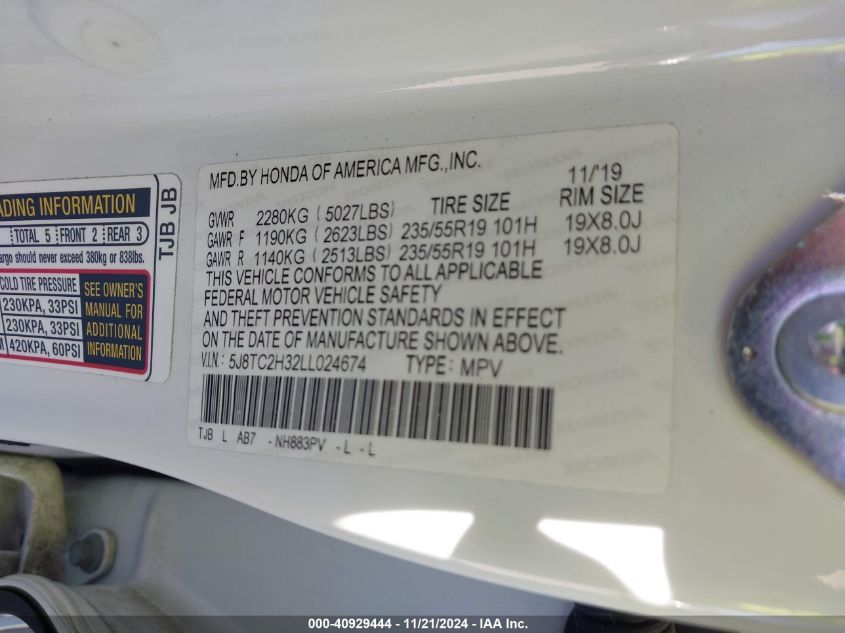 MFD.BY HONDA OF AMERICA MFG.,INC. 11/'19
GVWR 2280KG (5027LBS) TIRE SIZE RIM SIZE
GAWR F 1190KG (2623LBS) 235/55R19 101H 19X8.0J
GAWR R 1140KG (2513LBS) 235/55R19 101H 19X8.0J
THIS VEHICLE CONFORMS TO ALL APPLICABLE
FEDERAL MOTOR VEHICLE SAFETY
AND THEFT PREVENTION STANDARDS IN EFFECT
ON THE DATE OF MANUFACTURE SHOWN ABOVE.
V.I.N: 5J8TC2H32LL024674 TYPE: MPV
TJB L AB7 -NH883PV -L -L
TJB JB
ADING INFORMATION
TOTAL 5 FRONT 2 REAR 3
argo should never exceed 380kg or 838lbs.
COLD TIRE PRESSURE
230KPA, 33PSI
230KPA, 33PSI
420KPA, 60PSI
SEE OWNER'S
MANUAL FOR
ADDITIONAL
INFORMATION
000-40929444 - 11/21/2024 - IAA Inc.